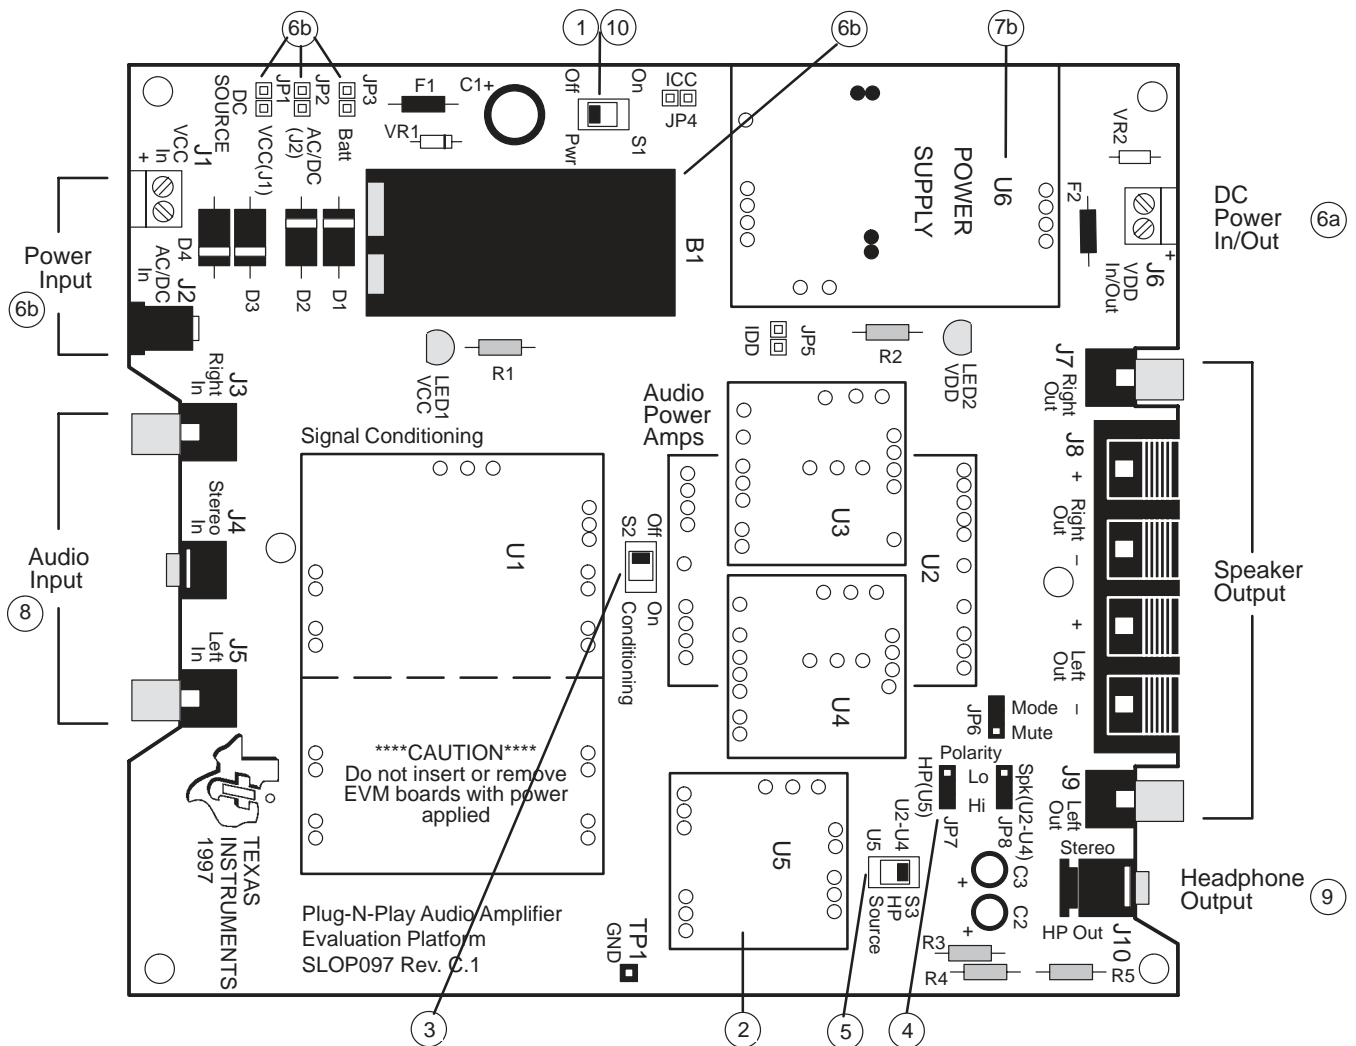 6b
1
10
6b
7b
DC
SOURCE
JP1
VCC(J1)
JP2
AC/DC
(J2)
JP3
Batt
F1
VR1
C1+
Off
On
Pwr
S1
ICC
JP4
POWER
SUPPLY
U6
VR2
F2
J1
VCC
In
+
Power
Input
6b
D4
D3
D2
D1
J2
AC/DC
In
B1
J6
VDD
In/Out
+
DC
Power
In/Out
6a
LED1
VCC
R1
IDD
JP5
R2
LED2
VDD
J3
Right
In
Signal Conditioning
Audio
Power
Amps
J7
Right
Out
J4
Stereo
In
Audio
Input
8
J5
Left
In
U1
S2
Off
On
Conditioning
U3
U2
U4
J8
+
Right
Out
–
+
Left
Out
–
Speaker
Output
JP6
Mode
Mute
Polarity
HP(U5)
Lo
Hi
JP7
Spk(U2-U4)
JP8
J9
Left
Out
****CAUTION****
Do not insert or remove
EVM boards with power
applied
TEXAS
INSTRUMENTS
1997
U5
U5
U2-U4
S3
HP
Source
+
C3
C2
+
Stereo
HP Out
J10
Headphone
Output
9
Plug-N-Play Audio Amplifier
Evaluation Platform
SLOP097 Rev. C.1
TP1
GND
R3
R4
R5
3
2
5
4